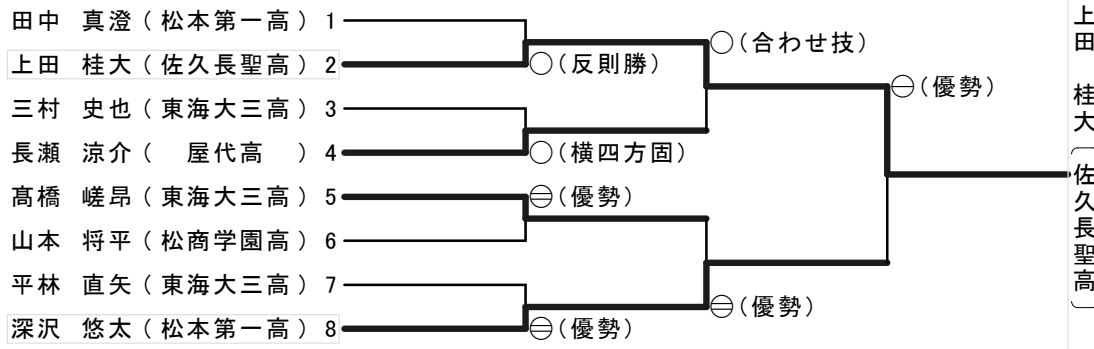 田中 真澄(松本第一高) 1
上田 桂大(佐久長聖高) 2
三村 史也(東海大三高) 3
長瀬 涼介( 屋代高 ) 4
髙橋 嵯昂(東海大三高) 5
山本 将平(松商学園高) 6
平林 直矢(東海大三高) 7
深沢 悠太(松本第一高) 8
○(反則勝)
○(横四方固)
⊖(優勢)
⊖(優勢)
○(合わせ技)
⊖(優勢)
⊖(優勢)
上田 桂大(佐久長聖高)